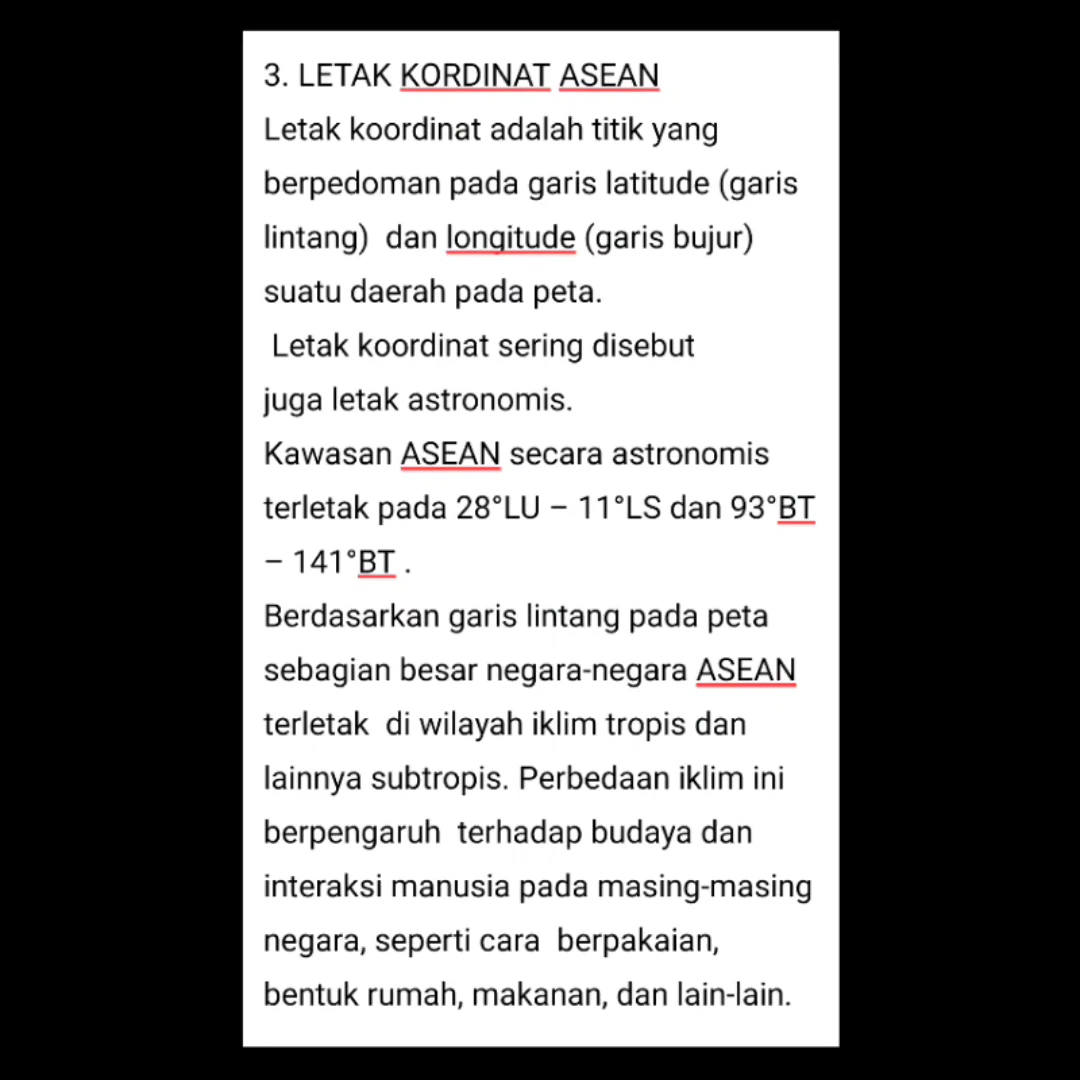 3. LETAK KORDINAT ASEAN
Letak koordinat adalah titik yang
berpedoman pada garis latitude (garis
lintang)  dan longitude (garis bujur)
suatu daerah pada peta.
Letak koordinat sering disebut
juga letak astronomis.
Kawasan ASEAN secara astronomis
terletak pada 28°LU – 11°LS dan 93°BT
– 141°BT .
Berdasarkan garis lintang pada peta
sebagian besar negara-negara ASEAN
terletak  di wilayah iklim tropis dan
lainnya subtropis. Perbedaan iklim ini
berpengaruh  terhadap budaya dan
interaksi manusia pada masing-masing
negara, seperti cara  berpakaian,
bentuk rumah, makanan, dan lain-lain.